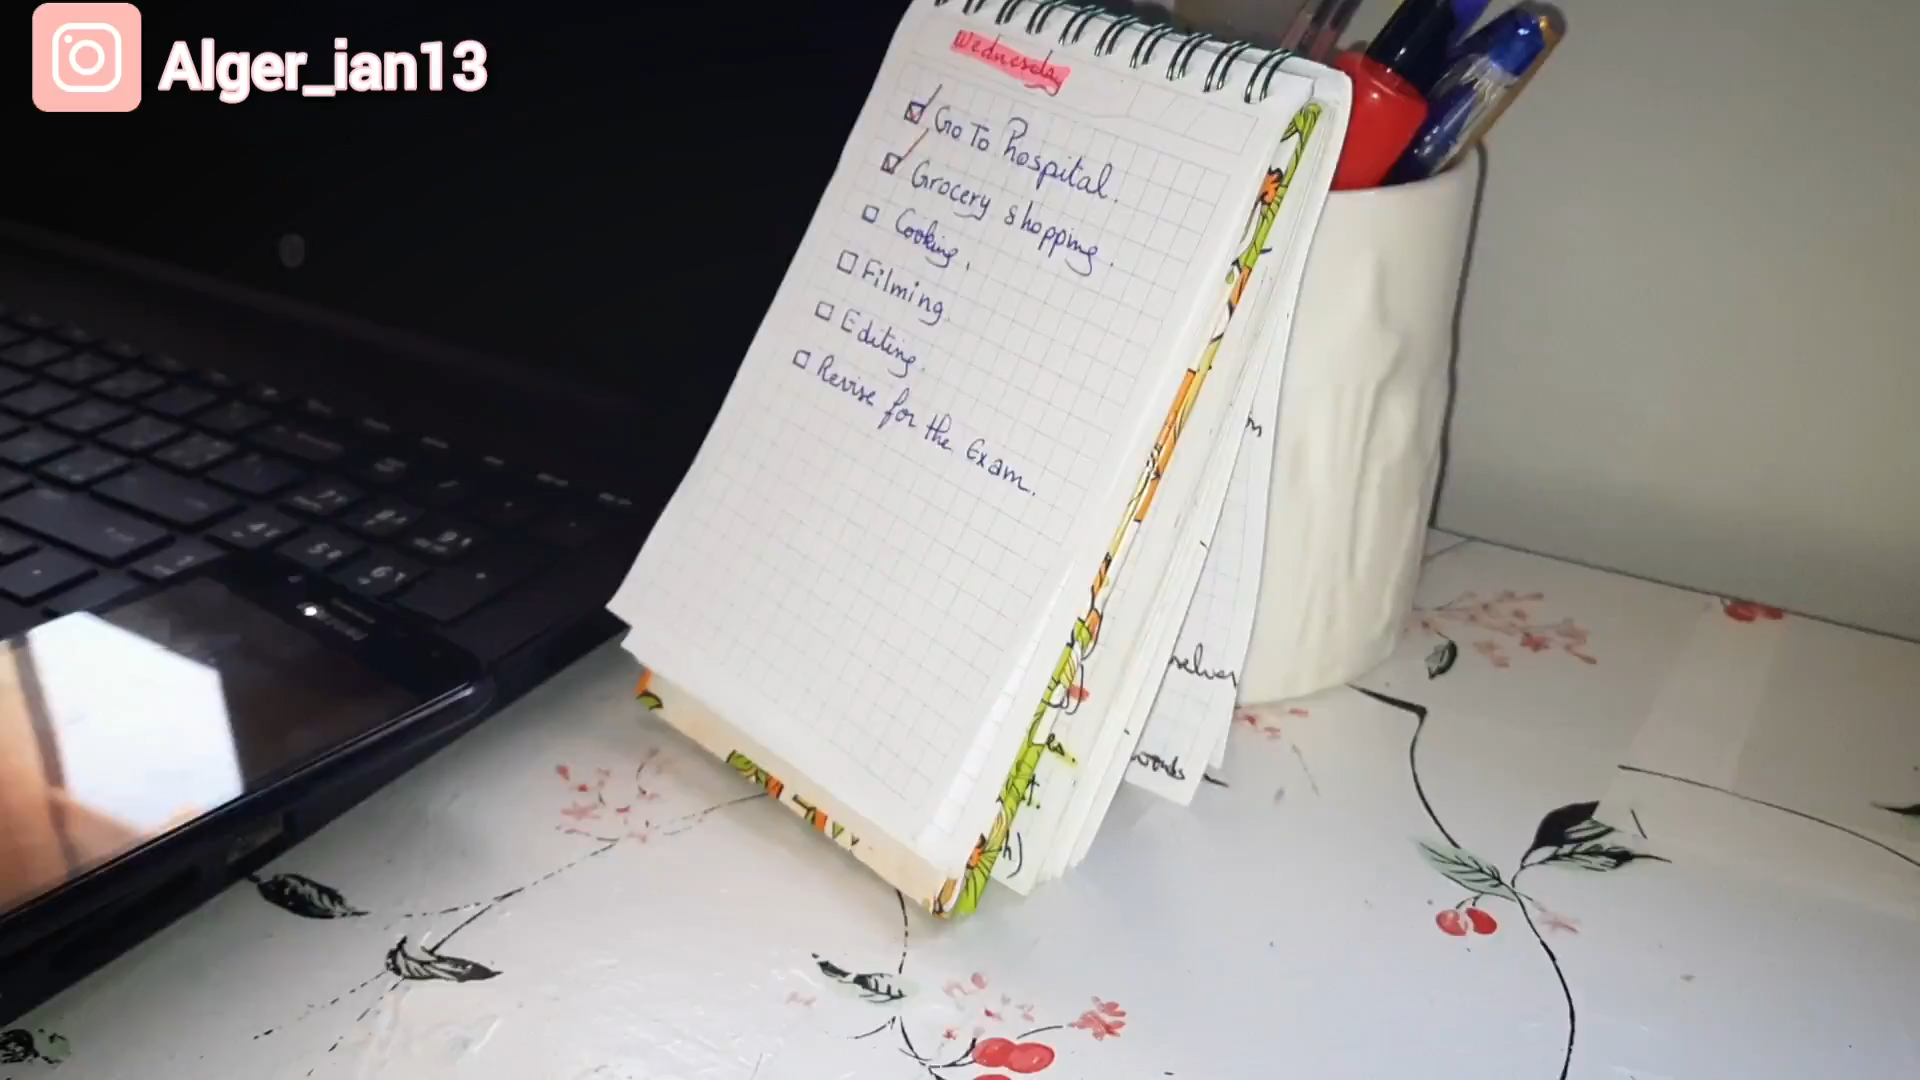 Alger_ian13
Wednesday
Go To hospital.
Grocery shopping.
Cooking.
Filming.
Editing.
Revise for the Exam.